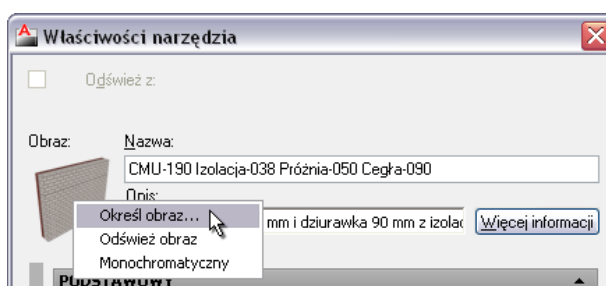 Właściwości narzędzia
Odśwież z:
Obraz:
Nazwa:
CMU-190 Izolacja-038 Próżnia-050 Cegła-090
Opis:
Określ obraz...
mm i dziurawka 90 mm z izolac
Więcej informacji
Odśwież obraz
Monochromatyczny
PODSTAWOWY